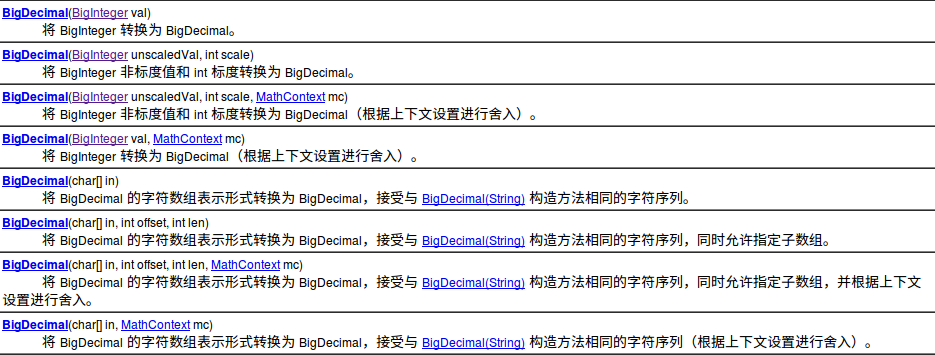 BigDecimal(BigInteger val)
将 BigInteger 转换为 BigDecimal。
BigDecimal(BigInteger unscaledVal, int scale)
将 BigInteger 非标度值和 int 标度转换为 BigDecimal。
BigDecimal(BigInteger unscaledVal, int scale, MathContext mc)
将 BigInteger 非标度值和 int 标度转换为 BigDecimal（根据上下文设置进行舍入）。
BigDecimal(BigInteger val, MathContext mc)
将 BigInteger 转换为 BigDecimal（根据上下文设置进行舍入）。
BigDecimal(char[] in)
将 BigDecimal 的字符数组表示形式转换为 BigDecimal，接受与 BigDecimal(String) 构造方法相同的字符序列。
BigDecimal(char[] in, int offset, int len)
将 BigDecimal 的字符数组表示形式转换为 BigDecimal，接受与 BigDecimal(String) 构造方法相同的字符序列，同时允许指定子数组。
BigDecimal(char[] in, int offset, int len, MathContext mc)
将 BigDecimal 的字符数组表示形式转换为 BigDecimal，接受与 BigDecimal(String) 构造方法相同的字符序列，同时允许指定子数组，并根据上下文
设置进行舍入。
BigDecimal(char[] in, MathContext mc)
将 BigDecimal 的字符数组表示形式转换为 BigDecimal，接受与 BigDecimal(String) 构造方法相同的字符序列（根据上下文设置进行舍入）。